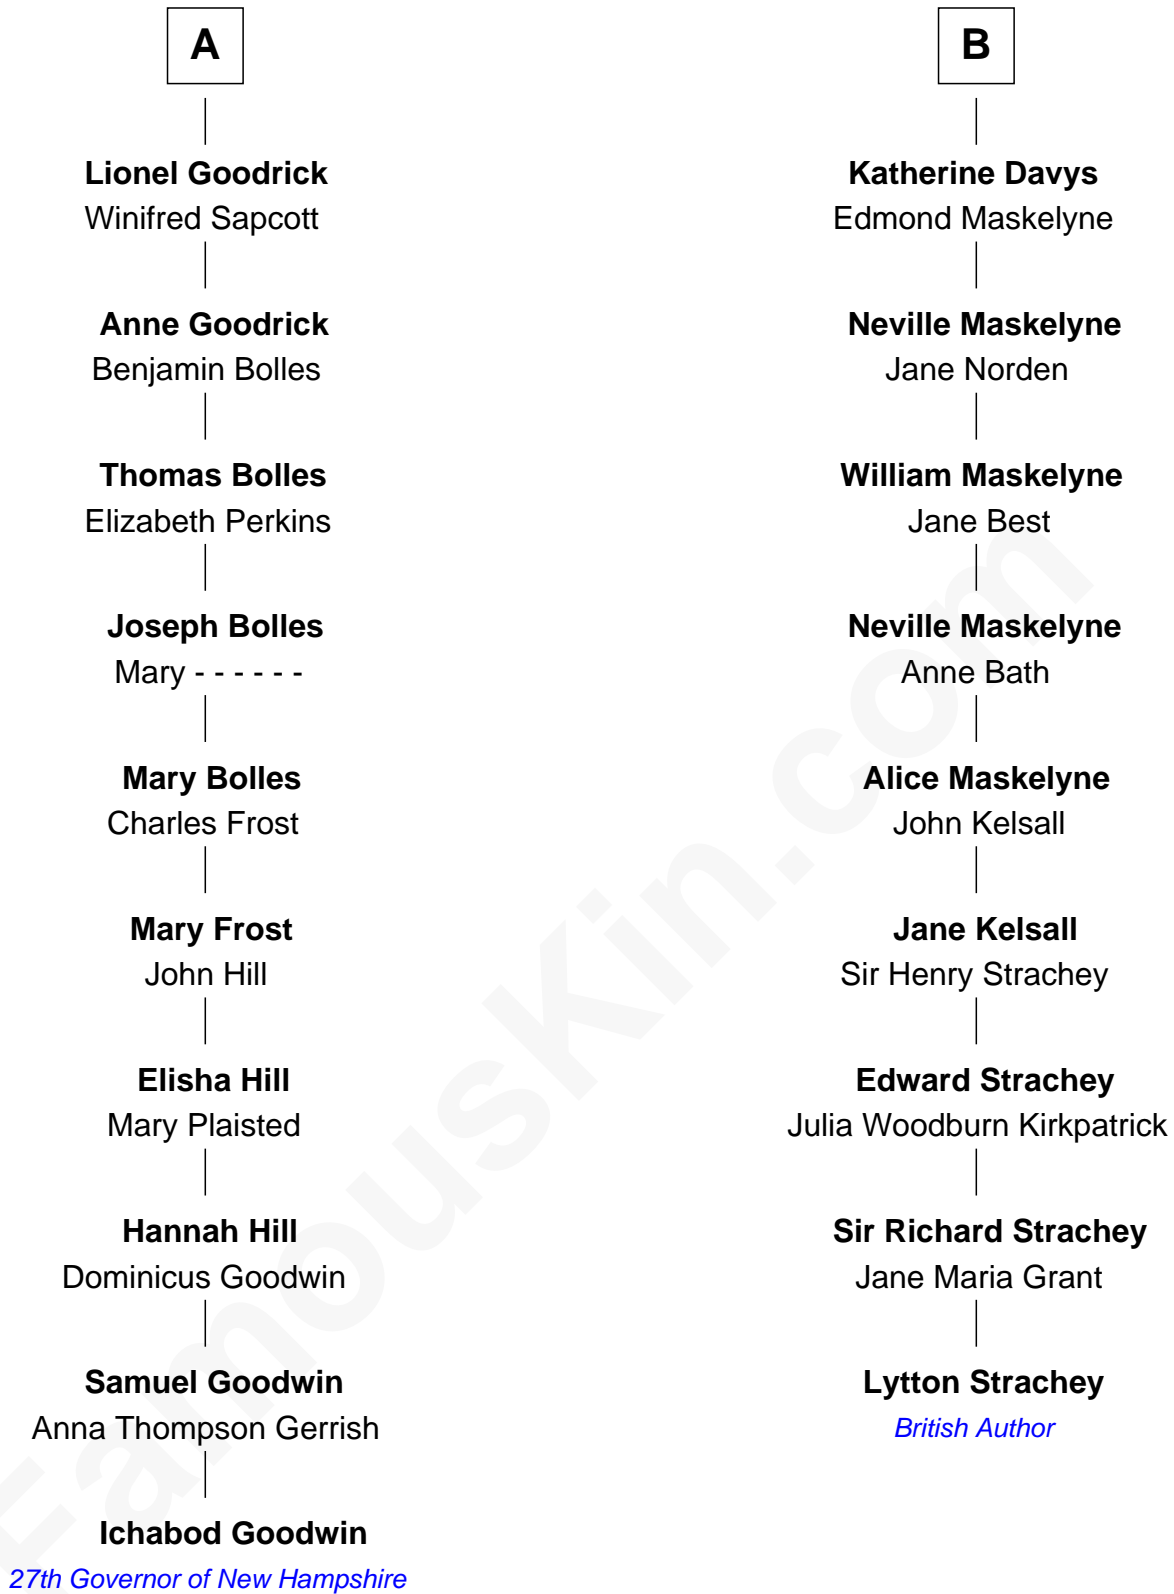 A
Lionel Goodrick
Winifred Sapcott
Anne Goodrick
Benjamin Bolles
Thomas Bolles
Elizabeth Perkins
Joseph Bolles
Mary - - - - - -
Mary Bolles
Charles Frost
Mary Frost
John Hill
Elisha Hill
Mary Plaisted
Hannah Hill
Dominicus Goodwin
Samuel Goodwin
Anna Thompson Gerrish
Ichabod Goodwin
27th Governor of New Hampshire
B
Katherine Davys
Edmond Maskelyne
Neville Maskelyne
Jane Norden
William Maskelyne
Jane Best
Neville Maskelyne
Anne Bath
Alice Maskelyne
John Kelsall
Jane Kelsall
Sir Henry Strachey
Edward Strachey
Julia Woodburn Kirkpatrick
Sir Richard Strachey
Jane Maria Grant
Lytton Strachey
British Author
FamousKin.com